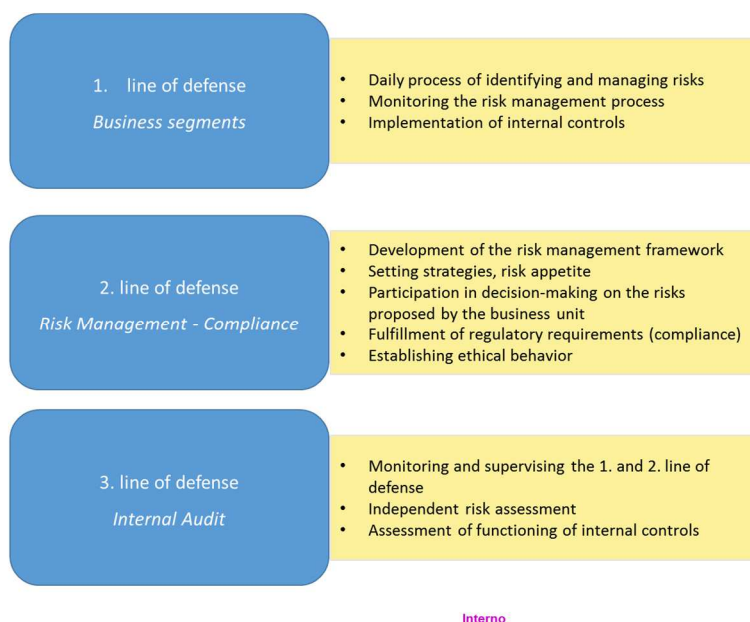 1. line of defense
Business segments
• Daily process of identifying and managing risks
• Monitoring the risk management process
• Implementation of internal controls
2. line of defense
Risk Management - Compliance
• Development of the risk management framework
• Setting strategies, risk appetite
• Participation in decision-making on the risks
proposed by the business unit
• Fulfillment of regulatory requirements (compliance)
• Establishing ethical behavior
3. line of defense
Internal Audit
• Monitoring and supervising the 1. and 2. line of
defense
• Independent risk assessment
• Assessment of functioning of internal controls
Interno